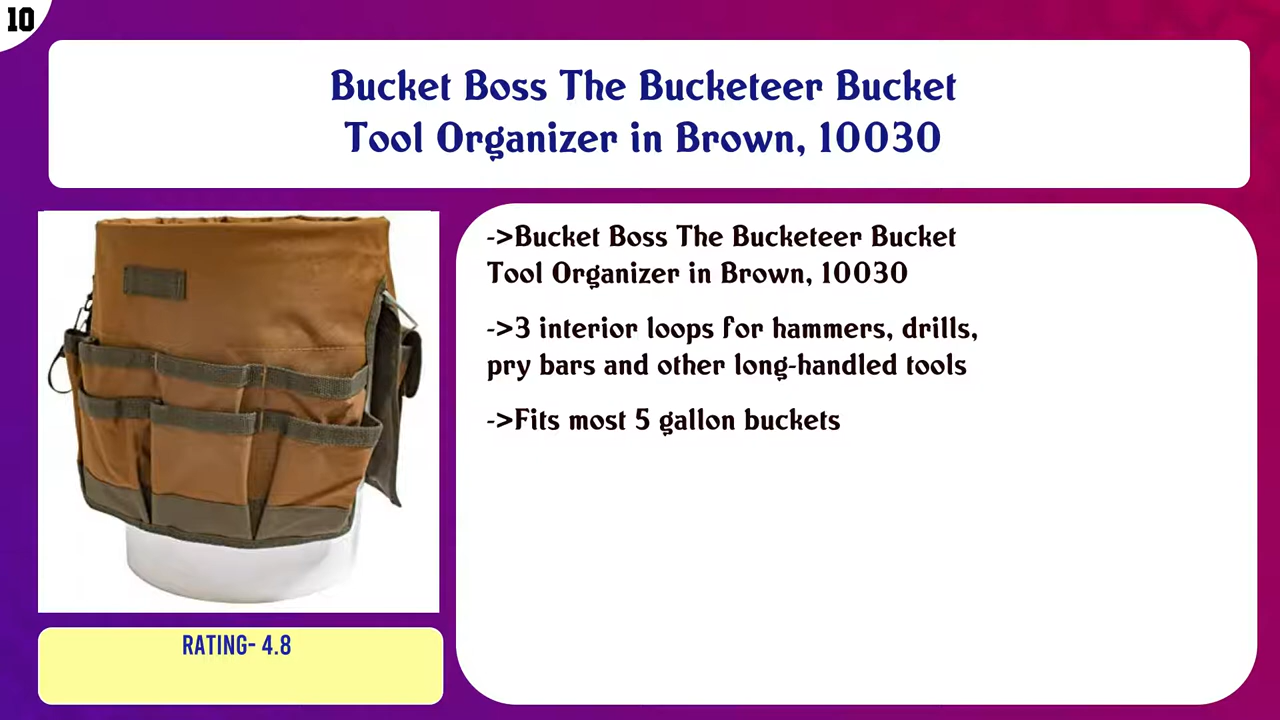 10
Bucket Boss The Bucketeer Bucket
Tool Organizer in Brown, 10030
->Bucket Boss The Bucketeer Bucket
Tool Organizer in Brown, 10030
->3 interior loops for hammers, drills,
pry bars and other long-handled tools
->Fits most 5 gallon buckets
RATING- 4.8